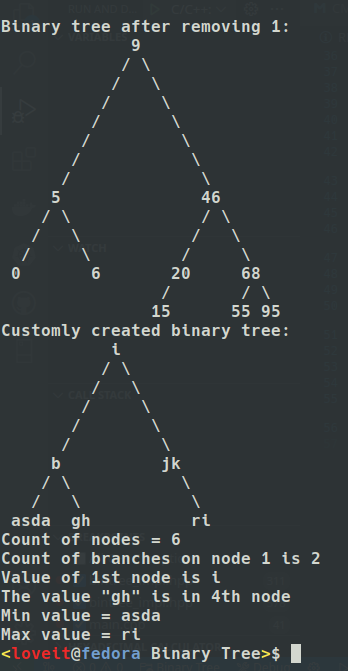 Binary tree after removing 1:
9
/ \
/ \
/ \
/ \
/ \
/ \
/ \
5 46
/ \ / \
/ \ / \
/ \ / \
0 6 20 68
/ / \
15 55 95
Customly created binary tree:
i
/ \
/ \
/ \
/ \
/ \
b jk
/ \ \
/ \ \
asda gh ri
Count of nodes = 6
Count of branches on node 1 is 2
Value of 1st node is i
The value "gh" is in 4th node
Min value = asda
Max value = ri
<loveit@fedora Binary Tree>$